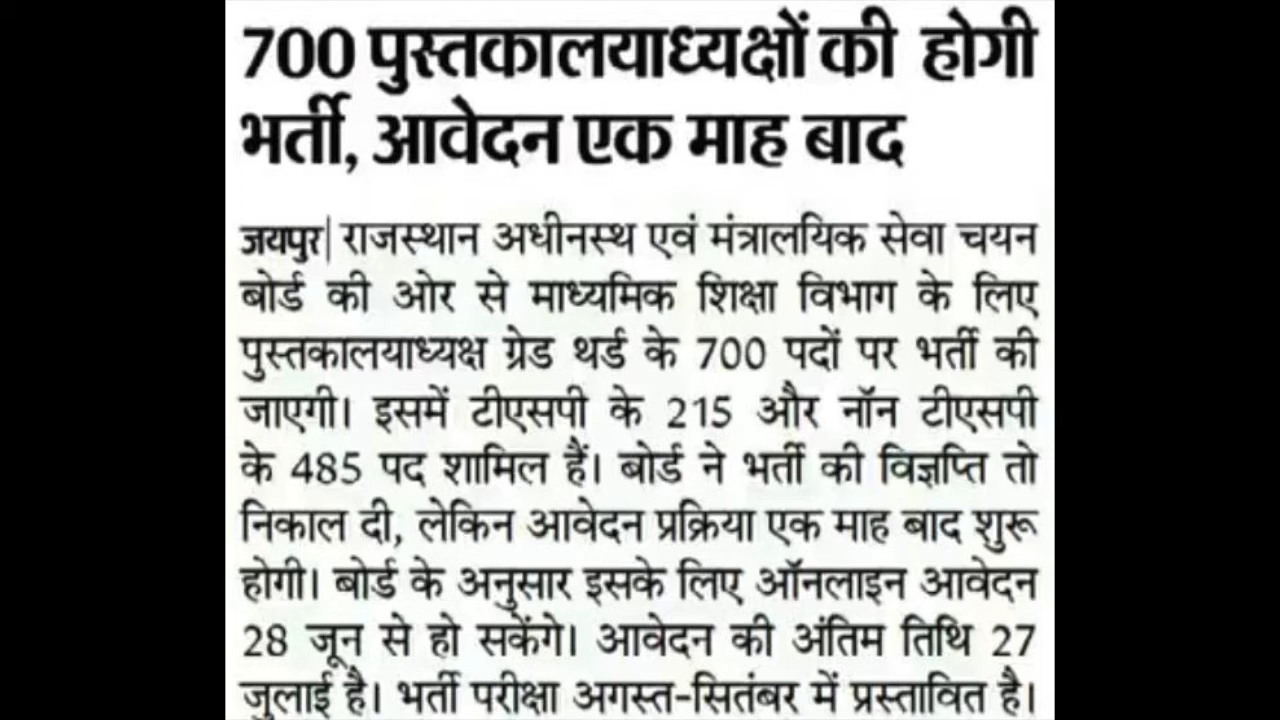 700 पुस्तकालयाध्यक्षों की होगी
भर्ती, आवेदन एक माह बाद
जयपुर| राजस्थान अधीनस्थ एवं मंत्रालयिक सेवा चयन
बोर्ड की ओर से माध्यमिक शिक्षा विभाग के लिए
पुस्तकालयाध्यक्ष ग्रेड थर्ड के 700 पदों पर भर्ती की
जाएगी। इसमें टीएसपी के 215 और नॉन टीएसपी
के 485 पद शामिल हैं। बोर्ड ने भर्ती की विज्ञप्ति तो
निकाल दी, लेकिन आवेदन प्रक्रिया एक माह बाद शुरू
होगी। बोर्ड के अनुसार इसके लिए ऑनलाइन आवेदन
28 जून से हो सकेंगे। आवेदन की अंतिम तिथि 27
जुलाई है। भर्ती परीक्षा अगस्त-सितंबर में प्रस्तावित है।